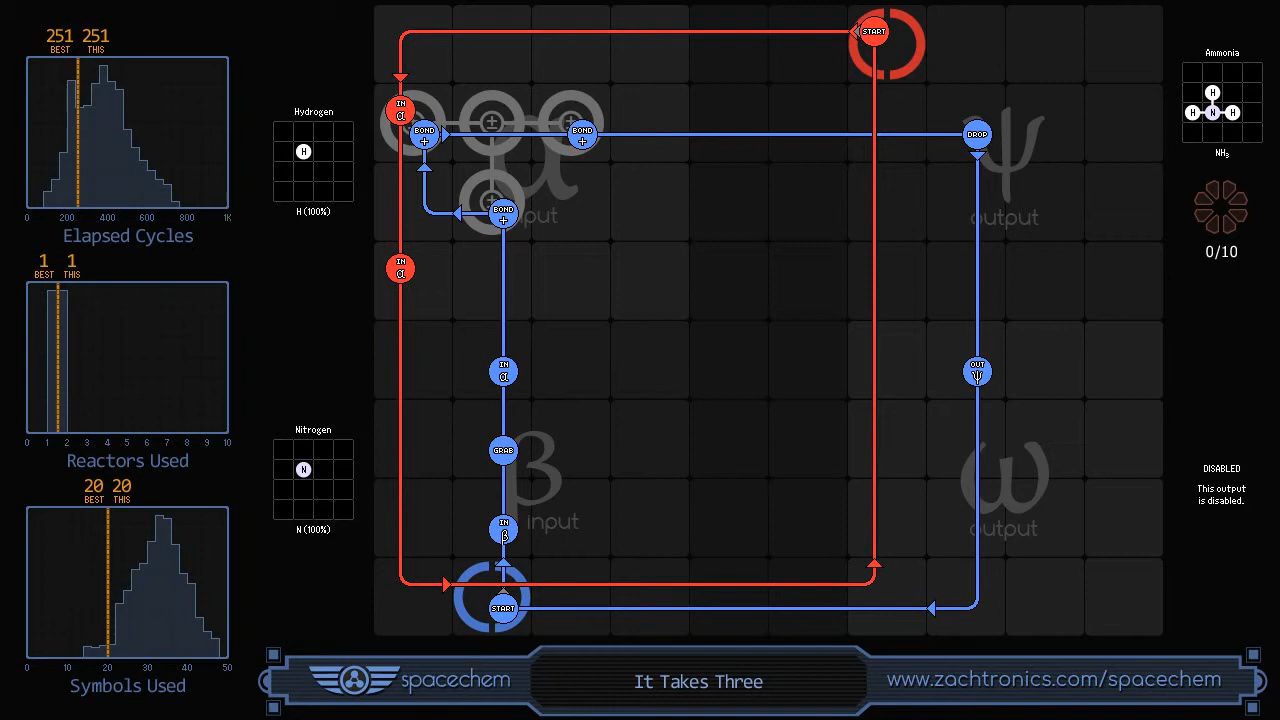 251 251
BEST THIS
0 200 400 600 800 1K
Elapsed Cycles
1 1
BEST THIS
0 1 2 3 4 5 6 7 8 9 10
Reactors Used
20 20
BEST THIS
0 10 20 30 40 50
Symbols Used
Hydrogen
H
H (100%)
Nitrogen
N
N (100%)
START
IN
α
BOND
+
BOND
+
DROP
α
ψ
BOND
+
input
output
IN
α
IN
α
OUT
ψ
GRAB
β
ω
IN
β
input
output
START
Ammonia
H
H N H
NH₃
0/10
DISABLED
This output
is disabled.
spacechem
It Takes Three
www.zachtronics.com/spacechem